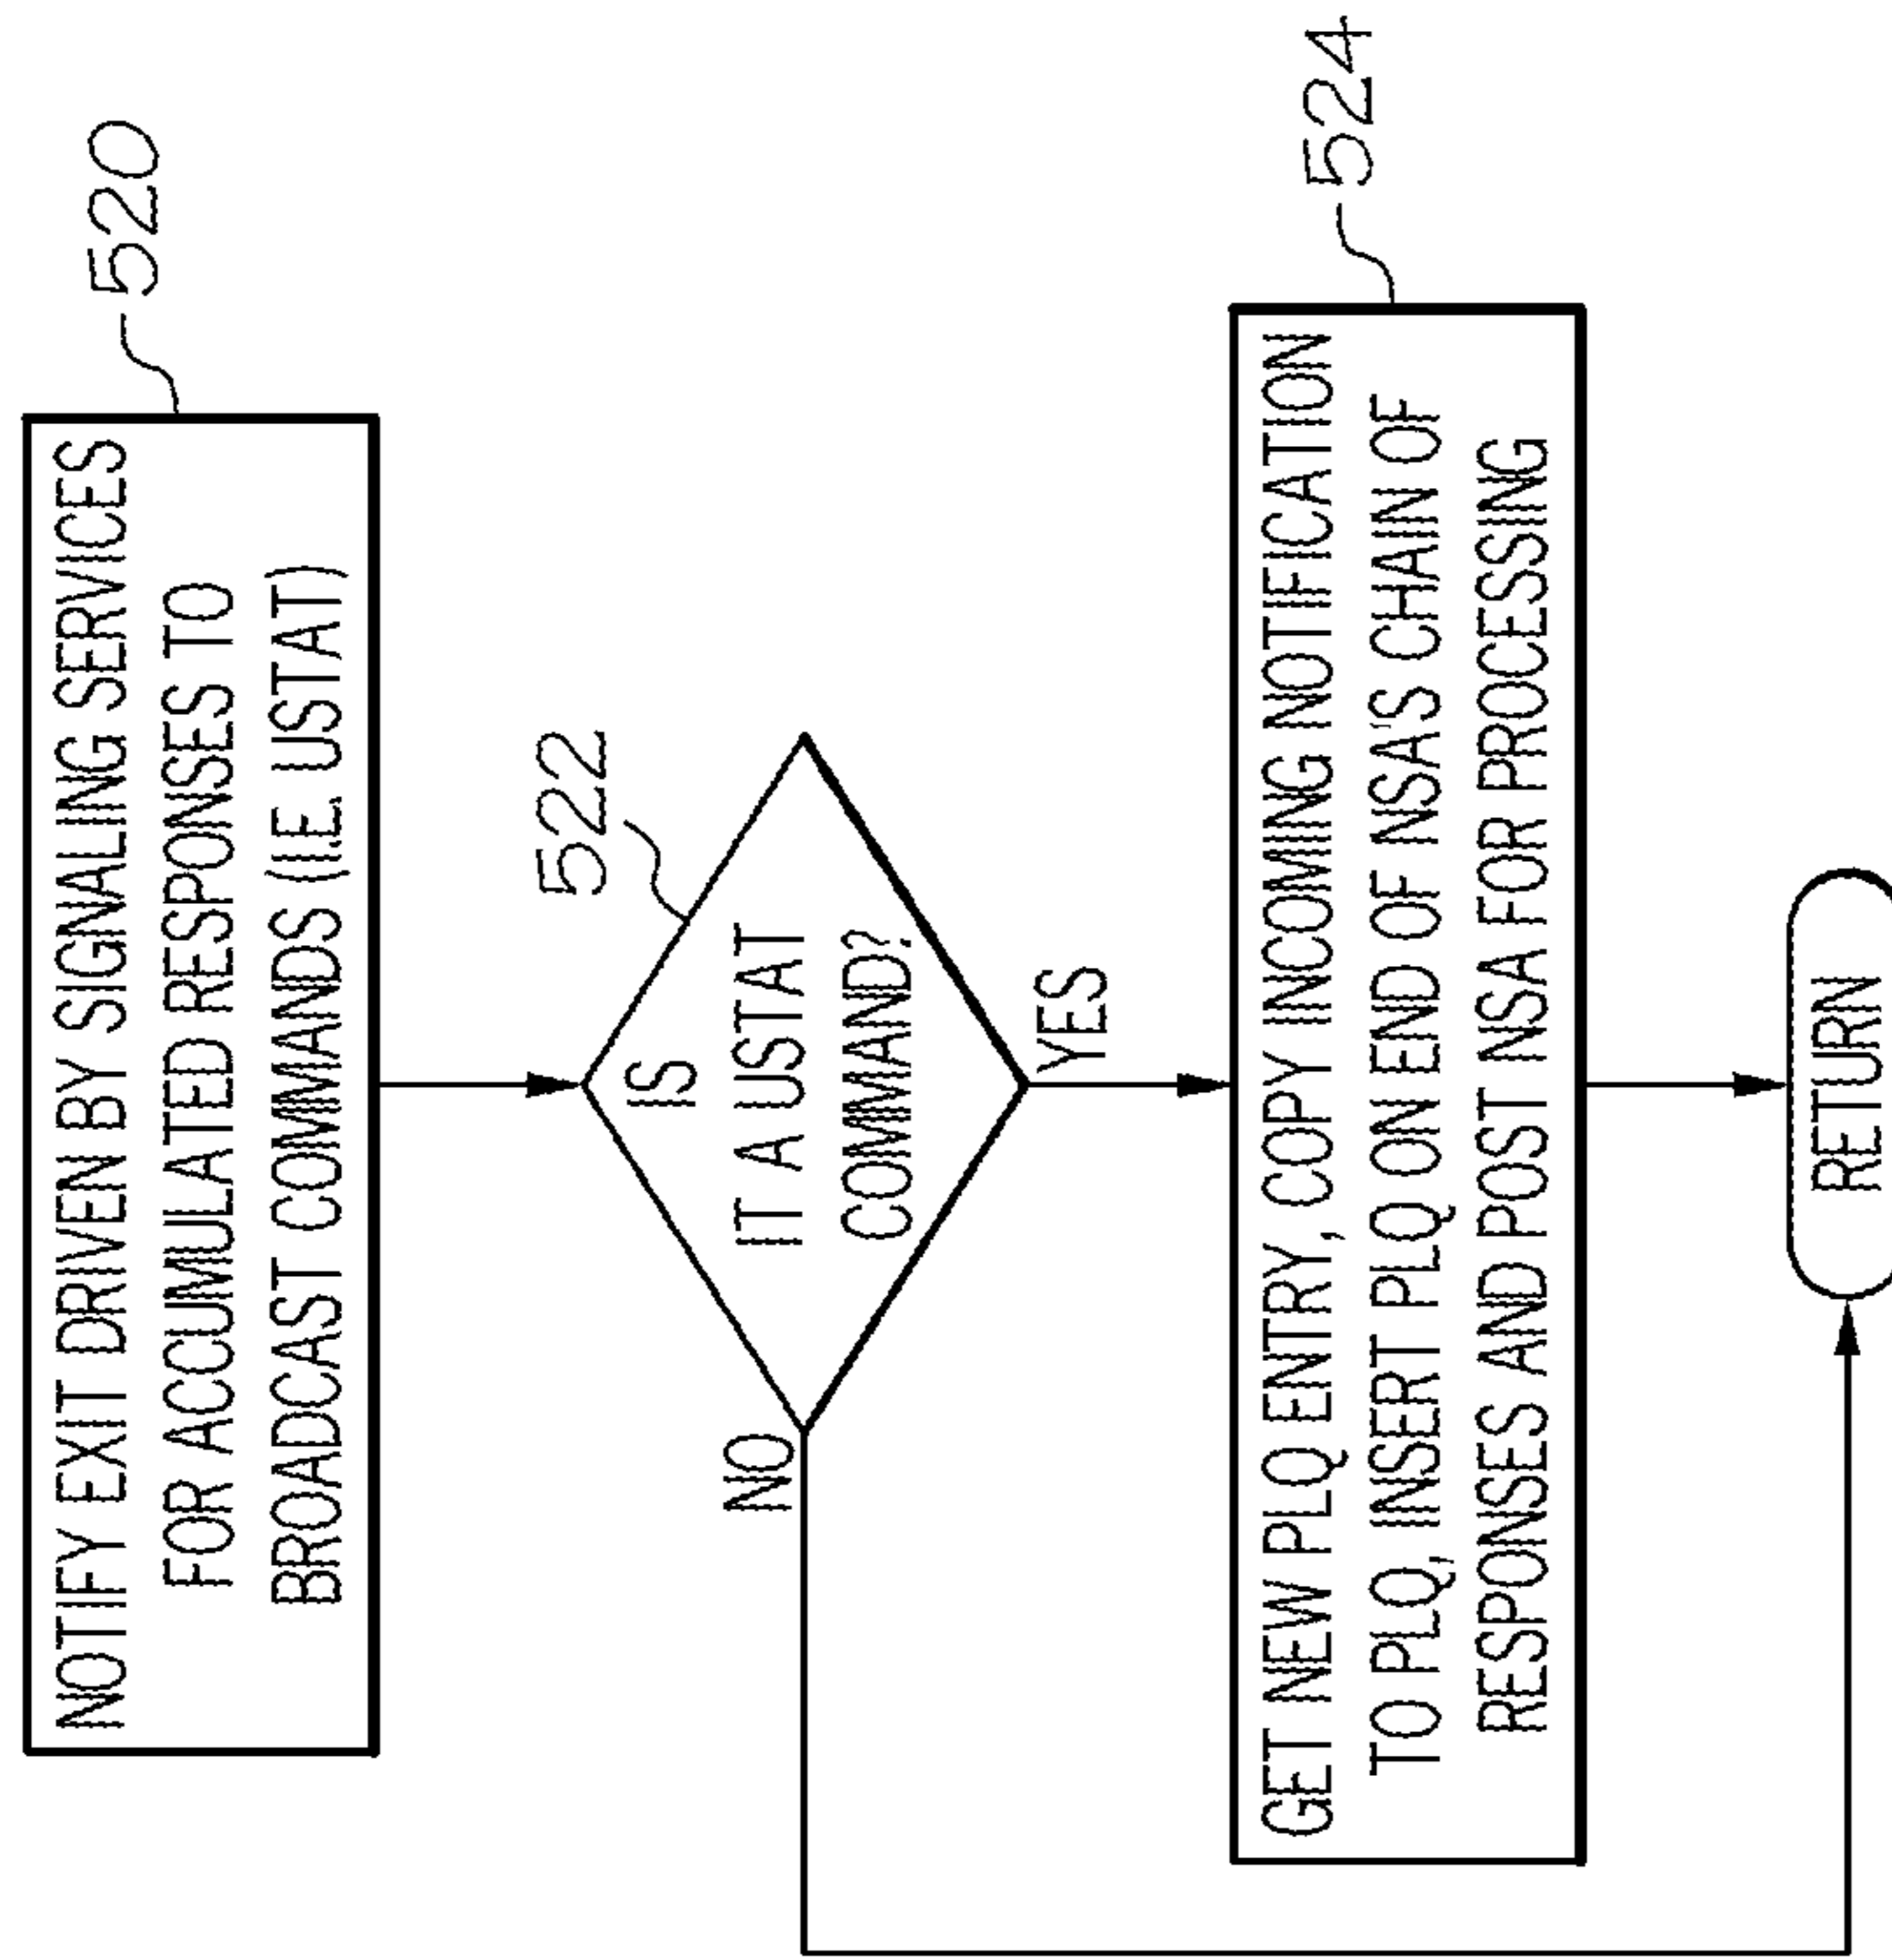 520
NOTIFY EXIT DRIVEN BY SIGNALING SERVICES
FOR ACCUMULATED RESPONSES TO
BROADCAST COMMANDS (I.E. USTAT)
522
IS
IT A USTAT
COMMAND?
NO
YES
524
GET NEW PLQ ENTRY, COPY INCOMING NOTIFICATION
TO PLQ, INSERT PLQ ON END OF NSA'S CHAIN OF
RESPONSES AND POST NSA FOR PROCESSING
RETURN